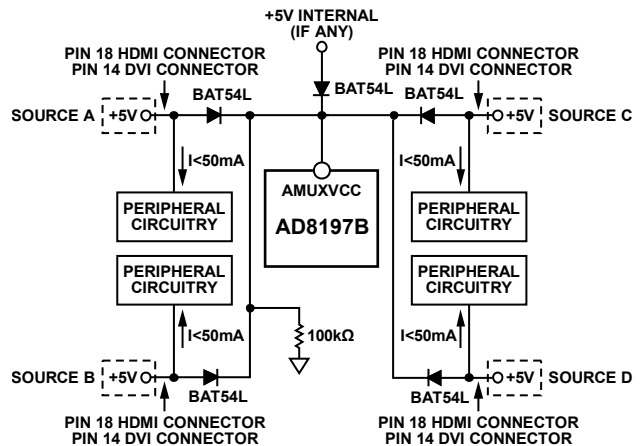 +5V INTERNAL
(IF ANY)
PIN 18 HDMI CONNECTOR
PIN 14 DVI CONNECTOR
PIN 18 HDMI CONNECTOR
PIN 14 DVI CONNECTOR
BAT54L
BAT54L
BAT54L
SOURCE A
+5V
+5V
SOURCE C
I<50mA
I<50mA
AMUXVCC
AD8197B
PERIPHERAL
CIRCUITRY
PERIPHERAL
CIRCUITRY
PERIPHERAL
CIRCUITRY
PERIPHERAL
CIRCUITRY
I<50mA
100kΩ
I<50mA
SOURCE B
+5V
+5V
SOURCE D
BAT54L
BAT54L
PIN 18 HDMI CONNECTOR
PIN 14 DVI CONNECTOR
PIN 18 HDMI CONNECTOR
PIN 14 DVI CONNECTOR